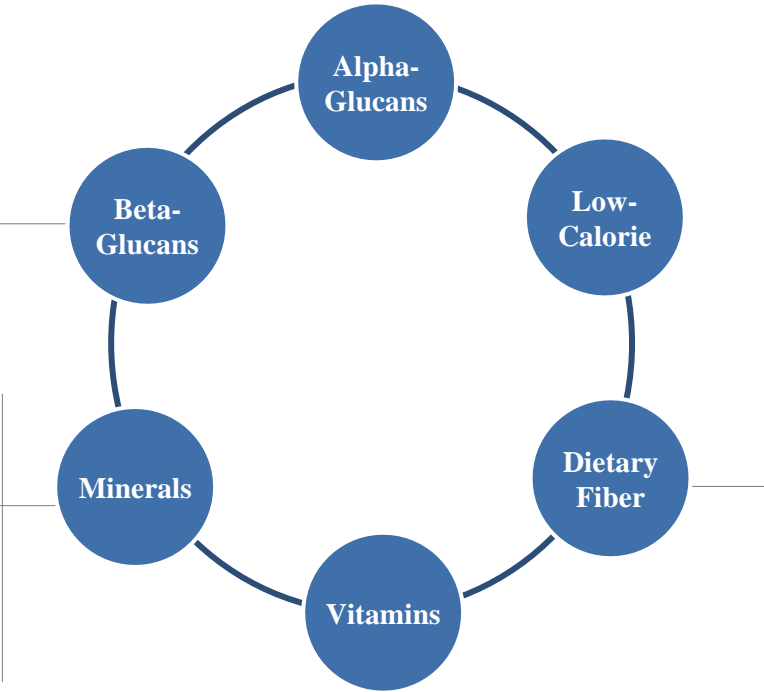 Alpha-
Glucans
Low-
Calorie
Dietary
Fiber
Vitamins
Minerals
Beta-
Glucans